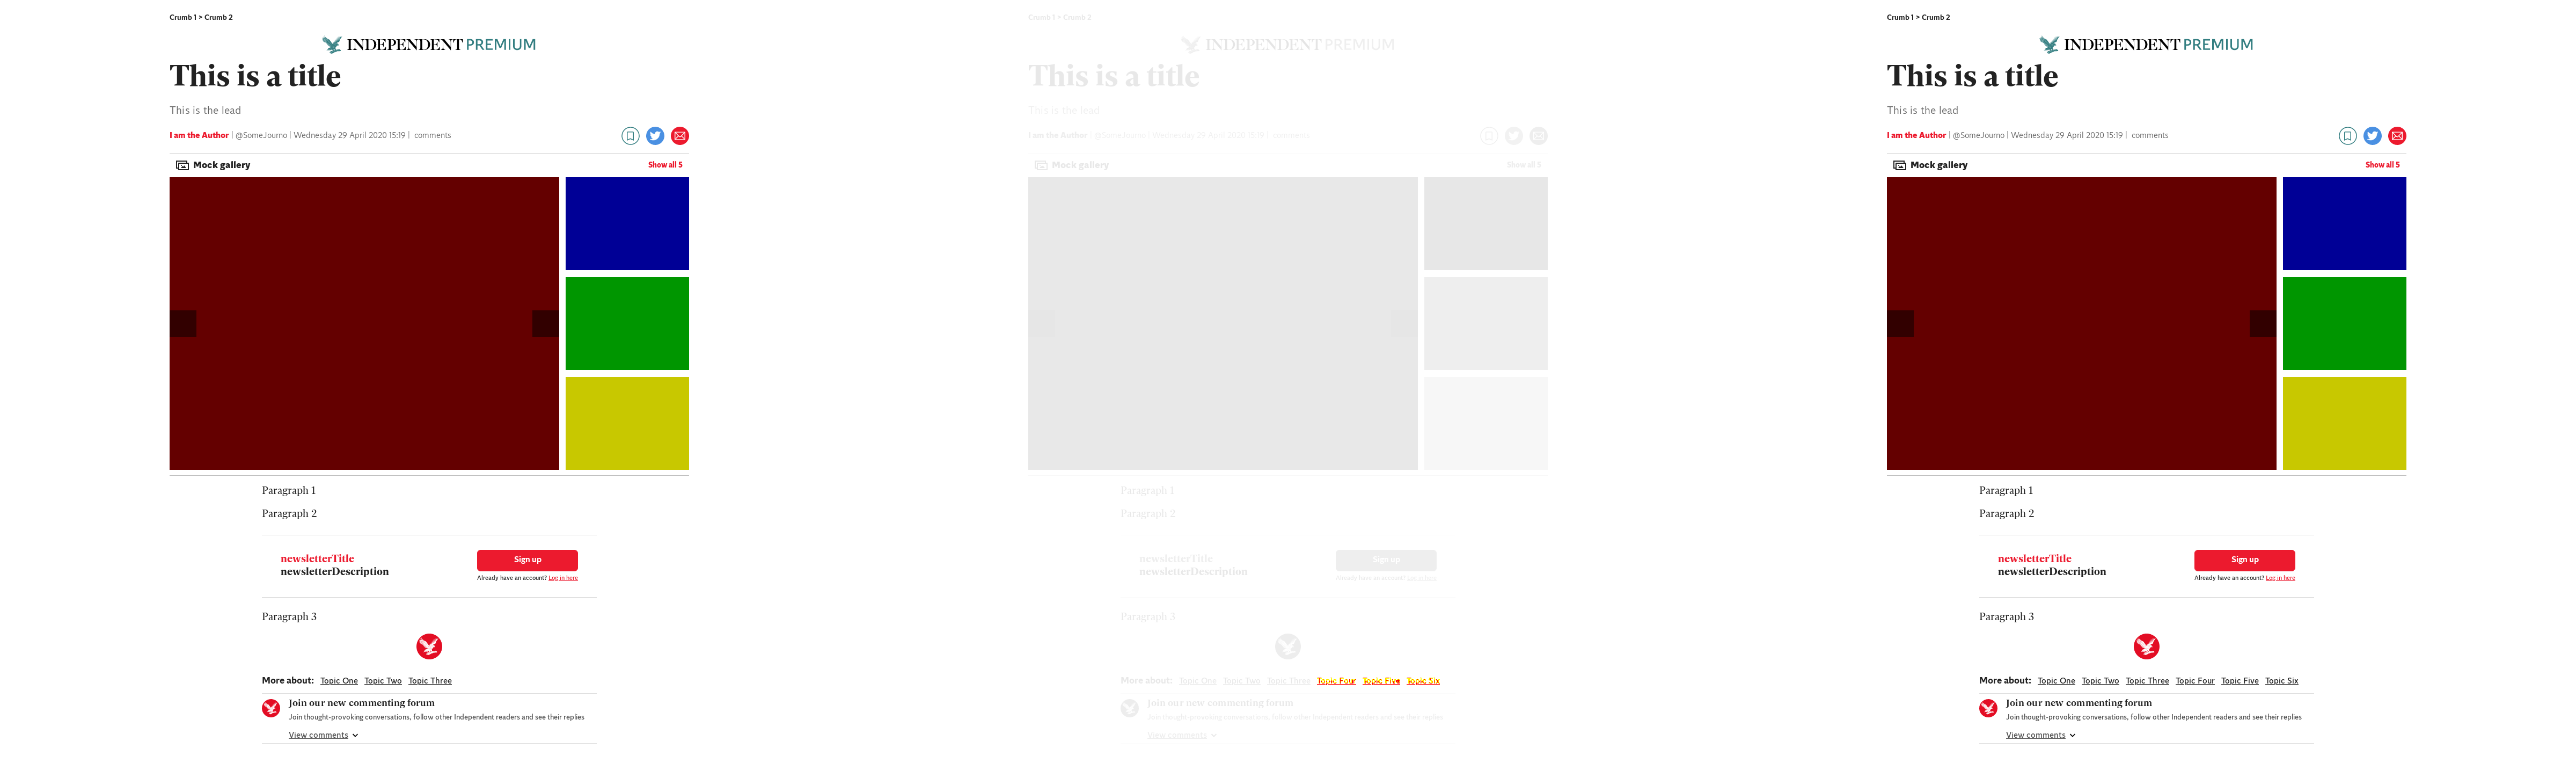 Crumb 1 > Crumb 2
INDEPENDENT PREMIUM
This is a title
This is the lead
I am the Author | @SomeJourno | Wednesday 29 April 2020 15:19 | comments
Mock gallery
Show all 5
Paragraph 1
Paragraph 2
newsletterTitle
newsletterDescription
Sign up
Already have an account? Log in here
Paragraph 3
More about: Topic One Topic Two Topic Three
Join our new commenting forum
Join thought-provoking conversations, follow other Independent readers and see their replies
View comments
Crumb 1 > Crumb 2
INDEPENDENT PREMIUM
This is a title
This is the lead
I am the Author | @SomeJourno | Wednesday 29 April 2020 15:19 | comments
Mock gallery
Show all 5
Paragraph 1
Paragraph 2
newsletterTitle
newsletterDescription
Sign up
Already have an account? Log in here
Paragraph 3
More about: Topic One Topic Two Topic Three Topic Four Topic Five Topic Six
Join our new commenting forum
Join thought-provoking conversations, follow other Independent readers and see their replies
View comments
Crumb 1 > Crumb 2
INDEPENDENT PREMIUM
This is a title
This is the lead
I am the Author | @SomeJourno | Wednesday 29 April 2020 15:19 | comments
Mock gallery
Show all 5
Paragraph 1
Paragraph 2
newsletterTitle
newsletterDescription
Sign up
Already have an account? Log in here
Paragraph 3
More about: Topic One Topic Two Topic Three Topic Four Topic Five Topic Six
Join our new commenting forum
Join thought-provoking conversations, follow other Independent readers and see their replies
View comments